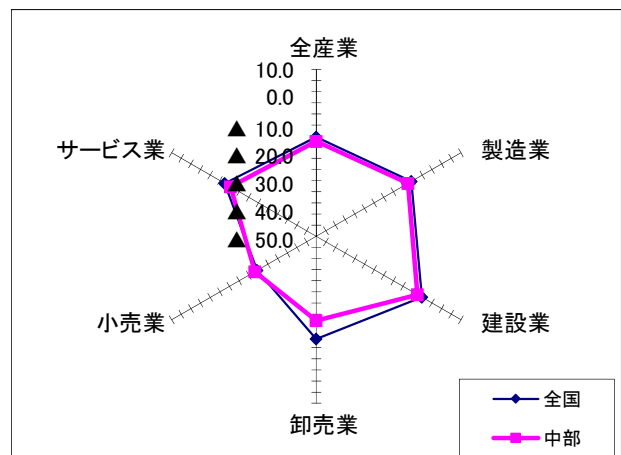 全産業
10.0
0.0
▲ 10.0
▲ 20.0
▲ 30.0
▲ 40.0
▲ 50.0
サービス業
製造業
小売業
建設業
卸売業
全国
中部